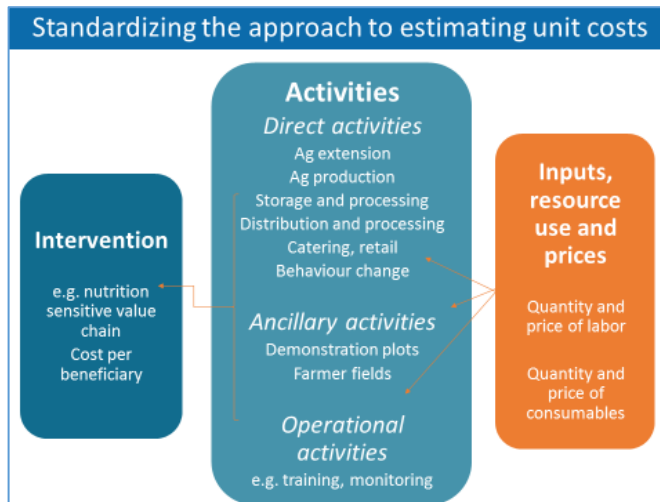 Standardizing the approach to estimating unit costs
Intervention
e.g. nutrition
sensitive value
chain
Cost per
beneficiary
Activities
Direct activities
Ag extension
Ag production
Storage and processing
Distribution and processing
Catering, retail
Behaviour change
Ancillary activities
Demonstration plots
Farmer fields
Operational
activities
e.g. training, monitoring
Inputs,
resource
use and
prices
Quantity and
price of labor
Quantity and
price of
consumables